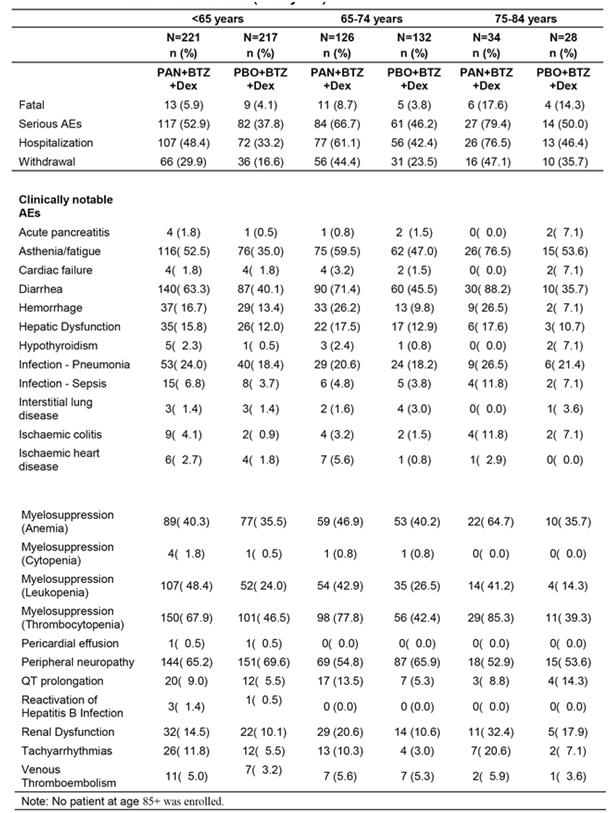 <65 years 65-74 years 75-84 years
N=221 N=217 N=126 N=132 N=34 N=28
n (%) n (%) n (%) n (%) n (%) n (%)
PAN+BTZ PBO+BTZ PAN+BTZ PBO+BTZ PAN+BTZ PBO+BTZ
+Dex +Dex +Dex +Dex +Dex +Dex
Fatal 13 (5.9) 9 (4.1) 11 (8.7) 5 (3.8) 6 (17.6) 4 (14.3)
Serious AEs 117 (52.9) 82 (37.8) 84 (66.7) 61 (46.2) 27 (79.4) 14 (50.0)
Hospitalization 107 (48.4) 72 (33.2) 77 (61.1) 56 (42.4) 26 (76.5) 13 (46.4)
Withdrawal 66 (29.9) 36 (16.6) 56 (44.4) 31 (23.5) 16 (47.1) 10 (35.7)
Clinically notable
AEs
Acute pancreatitis 4 (1.8) 1 (0.5) 1 (0.8) 2 (1.5) 0( 0.0) 2( 7.1)
Asthenia/fatigue 116( 52.5) 76( 35.0) 75 (59.5) 62 (47.0) 26( 76.5) 15( 53.6)
Cardiac failure 4( 1.8) 4( 1.8) 4 (3.2) 2 (1.5) 0( 0.0) 2( 7.1)
Diarrhea 140( 63.3) 87( 40.1) 90 (71.4) 60 (45.5) 30( 88.2) 10( 35.7)
Hemorrhage 37( 16.7) 29( 13.4) 33 (26.2) 13 (9.8) 9( 26.5) 2( 7.1)
Hepatic Dysfunction 35( 15.8) 26( 12.0) 22 (17.5) 17 (12.9) 6( 17.6) 3( 10.7)
Hypothyroidism 5( 2.3) 1( 0.5) 3 (2.4) 1 (0.8) 0( 0.0) 2( 7.1)
Infection - Pneumonia 53( 24.0) 40( 18.4) 29 (20.6) 24 (18.2) 9( 26.5) 6( 21.4)
Infection - Sepsis 15( 6.8) 8( 3.7) 6 (4.8) 5 (3.8) 4( 11.8) 2( 7.1)
Interstitial lung
disease 3( 1.4) 3( 1.4) 2 (1.6) 4 (3.0) 0( 0.0) 1( 3.6)
Ischaemic colitis 9( 4.1) 2( 0.9) 4 (3.2) 2 (1.5) 4( 11.8) 2( 7.1)
Ischaemic heart
disease 6( 2.7) 4( 1.8) 7 (5.6) 1 (0.8) 1( 2.9) 0( 0.0)
Myelosuppression
(Anemia) 89( 40.3) 77( 35.5) 59 (46.9) 53 (40.2) 22( 64.7) 10( 35.7)
Myelosuppression
(Cytopenia) 4( 1.8) 1( 0.5) 1 (0.8) 1 (0.8) 0( 0.0) 0( 0.0)
Myelosuppression
(Leukopenia) 107( 48.4) 52( 24.0) 54 (42.9) 35 (26.5) 14( 41.2) 4( 14.3)
Myelosuppression
(Thrombocytopenia) 150( 67.9) 101( 46.5) 98 (77.8) 56 (42.4) 29( 85.3) 11( 39.3)
Pericardial effusion 1( 0.5) 1( 0.5) 0( 0.0) 0( 0.0) 0( 0.0) 0( 0.0)
Peripheral neuropathy 144( 65.2) 151( 69.6) 69 (54.8) 87 (65.9) 18( 52.9) 15( 53.6)
QT prolongation 20( 9.0) 12( 5.5) 17 (13.5) 7 (5.3) 3( 8.8) 4( 14.3)
Reactivation of
Hepatitis B Infection 3( 1.4) 1( 0.5) 0 (0.0) 0 (0.0) 0( 0.0) 0( 0.0)
Renal Dysfunction 32( 14.5) 22( 10.1) 29 (20.6) 14 (10.6) 11( 32.4) 5( 17.9)
Tachyarrhythmias 26( 11.8) 12( 5.5) 13 (10.3) 4 (3.0) 7( 20.6) 2( 7.1)
Venous
Thromboembolism 11( 5.0) 7( 3.2) 7 (5.6) 7 (5.3) 2( 5.9) 1( 3.6)
Note: No patient at age 85+ was enrolled.